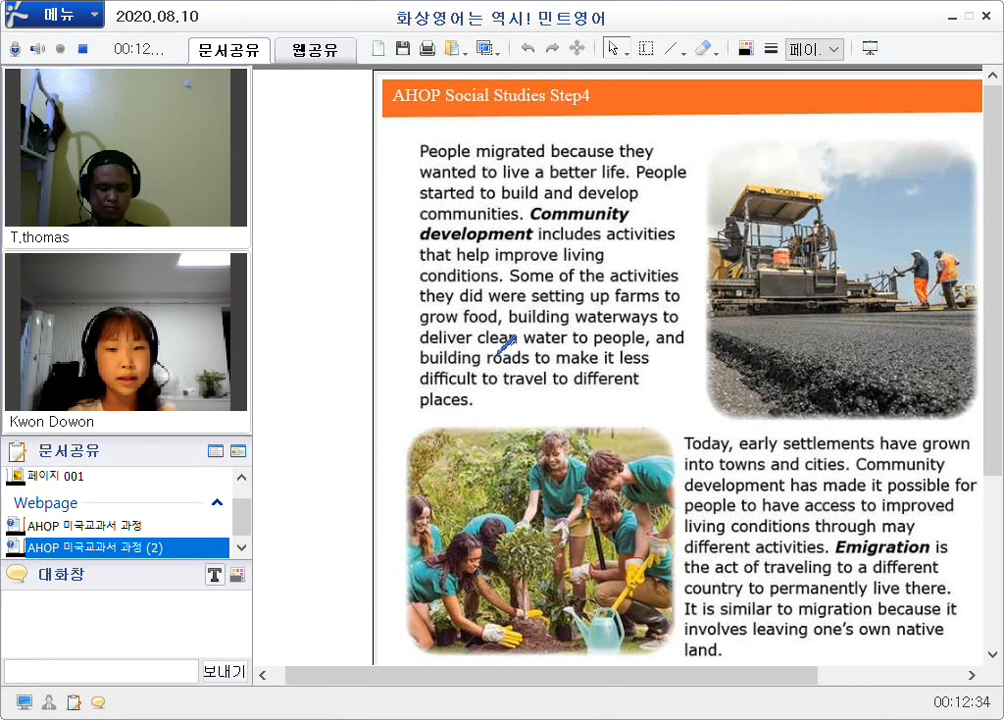 메뉴
2020.08.10
화상영어는 역시! 민트영어
00:12...
문서공유
웹공유
페이.
T,thomas
Kwon Dowon
문서공유
페이지 001
Webpage
AHOP 미국교과서 과정
AHOP 미국교과서 과정 (2)
대화창
T
보내기
AHOP Social Studies Step4
People migrated because they
wanted to live a better life. People
started to build and develop
communities. Community
development includes activities
that help improve living
conditions. Some of the activities
they did were setting up farms to
grow food, building waterways to
deliver clean water to people, and
building roads to make it less
difficult to travel to different
places.
VOGELE
Today, early settlements have grown
into towns and cities. Community
development has made it possible for
people to have access to improved
living conditions through may
different activities. Emigration is
the act of traveling to a different
country to permanently live there.
It is similar to migration because it
involves leaving one's own native
land.
00:12:34